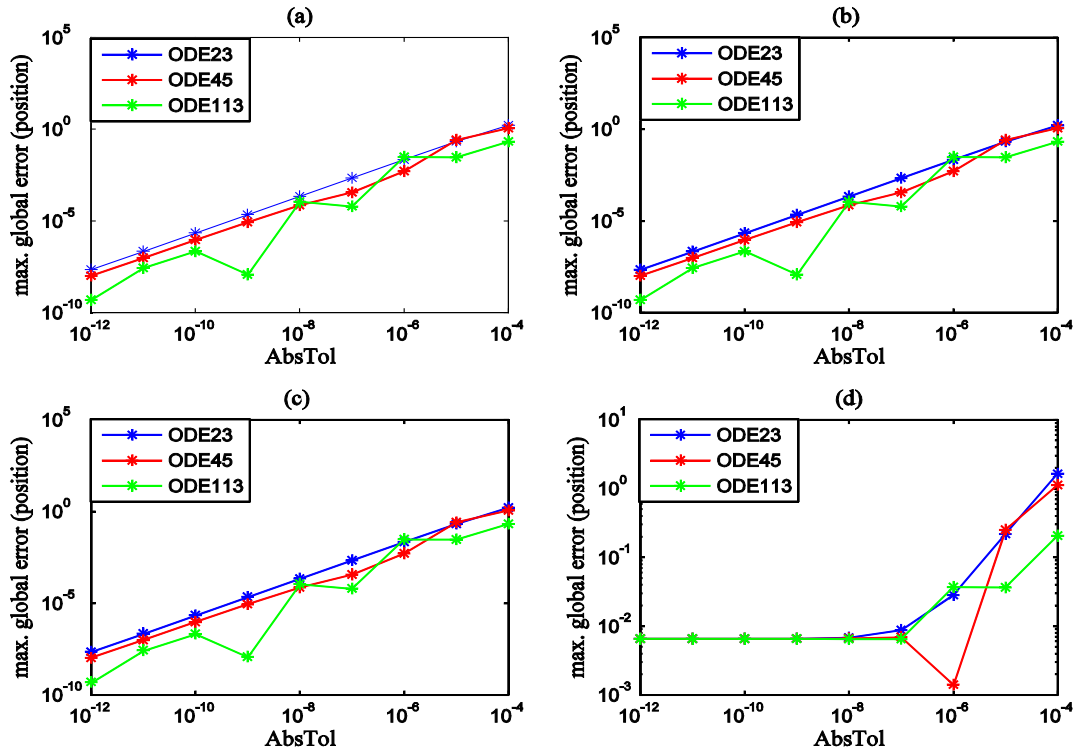 (a)
max. global error (position)
10^5
10^0
10^-5
10^-10
ODE23
ODE45
ODE113
10^-12
10^-10
10^-8
10^-6
10^-4
AbsTol
(b)
max. global error (position)
10^5
10^0
10^-5
10^-10
ODE23
ODE45
ODE113
10^-12
10^-10
10^-8
10^-6
10^-4
AbsTol
(c)
max. global error (position)
10^5
10^0
10^-5
10^-10
ODE23
ODE45
ODE113
10^-12
10^-10
10^-8
10^-6
10^-4
AbsTol
(d)
max. global error (position)
10^1
10^0
10^-1
10^-2
10^-3
ODE23
ODE45
ODE113
10^-12
10^-10
10^-8
10^-6
10^-4
AbsTol